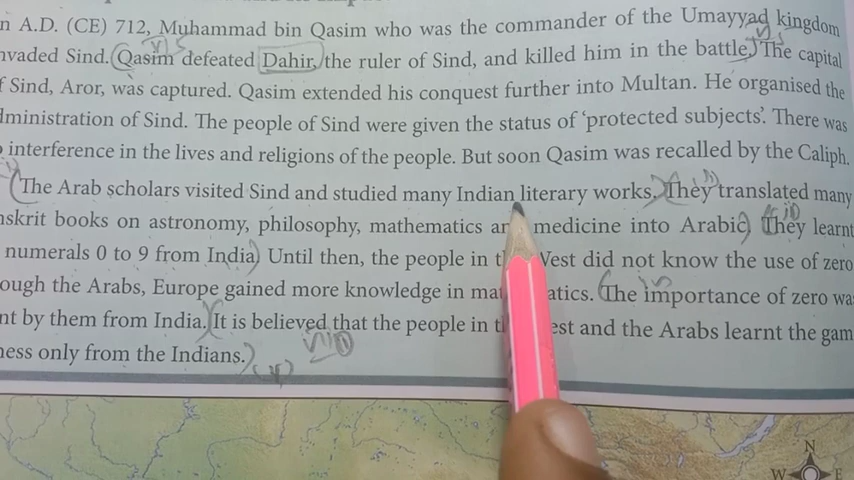 n A.D. (CE) 712, Muhammad bin Qasim who was the commander of the Umayyad kingdom
nvaded Sind. Qasim defeated Dahir, the ruler of Sind, and killed him in the battle. The capital
f Sind, Aror, was captured. Qasim extended his conquest further into Multan. He organised the
dministration of Sind. The people of Sind were given the status of ‘protected subjects’. There was
interference in the lives and religions of the people. But soon Qasim was recalled by the Caliph.
The Arab scholars visited Sind and studied many Indian literary works. They translated many
nskrit books on astronomy, philosophy, mathematics an medicine into Arabic. They learnt
numerals 0 to 9 from India. Until then, the people in t West did not know the use of zero
ough the Arabs, Europe gained more knowledge in mat atics. The importance of zero wa
nt by them from India. It is believed that the people in t est and the Arabs learnt the gam
ness only from the Indians.
N
W E